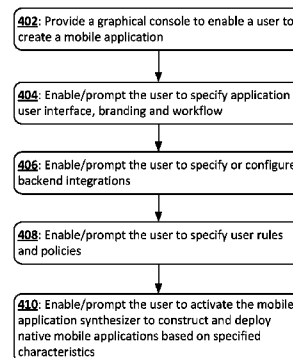 402: Provide a graphical console to enable a user to
create a mobile application
404: Enable/prompt the user to specify application
user interface, branding and workflow
406: Enable/prompt the user to specify or configure
backend integrations
408: Enable/prompt the user to specify user rules
and policies
410: Enable/prompt the user to activate the mobile
application synthesizer to construct and deploy
native mobile applications based on specified
characteristics